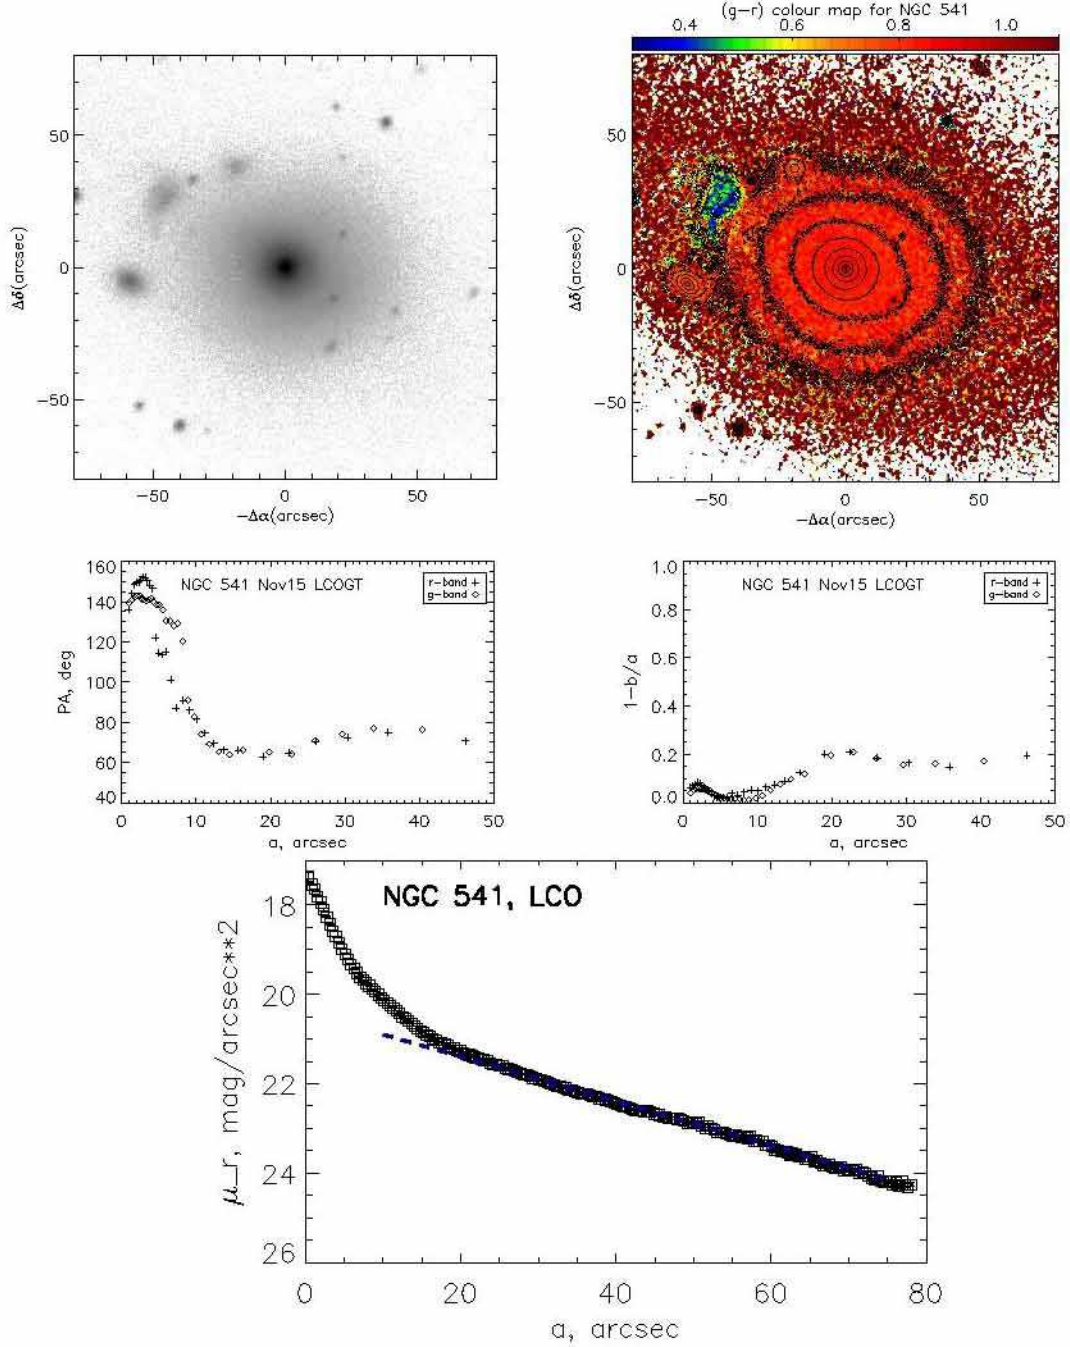 (g−r) colour map for NGC 541
0.4 0.6 0.8 1.0
50
0
−50
Δδ(arcsec)
−50 0 50
−Δα(arcsec)
50
0
−50
Δδ(arcsec)
−50 0 50
−Δα(arcsec)
160
140
120
100
80
60
40
PA, deg
NGC 541 Nov15 LCOGT
r−band +
g−band ◇
0 10 20 30 40 50
a, arcsec
1.0
0.8
0.6
0.4
0.2
0.0
1−b/a
NGC 541 Nov15 LCOGT
r−band +
g−band ◇
0 10 20 30 40 50
a, arcsec
NGC 541, LCO
18
20
22
24
26
μ_r, mag/arcsec**2
0 20 40 60 80
a, arcsec